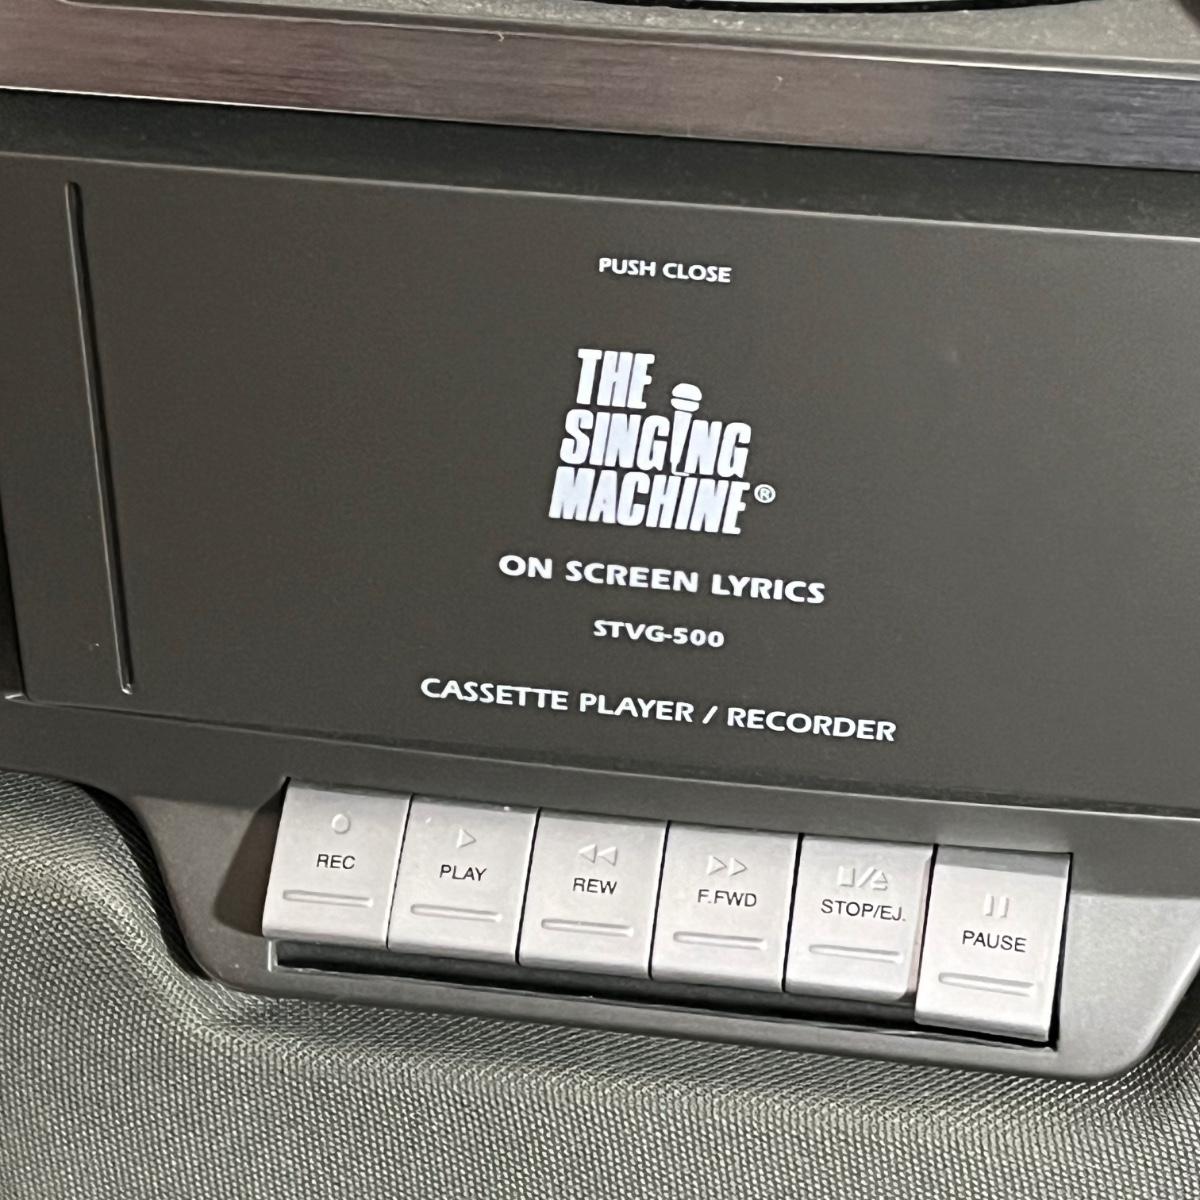 PUSH CLOSE
THE
SINGING
MACHINE®
ON SCREEN LYRICS
STVG-500
CASSETTE PLAYER / RECORDER
REC
PLAY
REW
F.FWD
STOP/EJ.
PAUSE